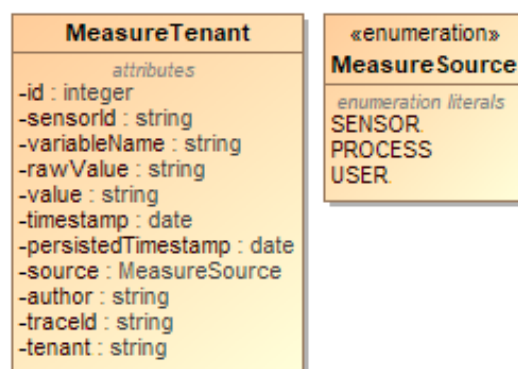 MeasureTenant
attributes
-id : integer
-sensorId : string
-variableName : string
-rawValue : string
-value : string
-timestamp : date
-persistedTimestamp : date
-source : MeasureSource
-author : string
-traceId : string
-tenant : string
«enumeration»
MeasureSource
enumeration literals
SENSOR
PROCESS
USER